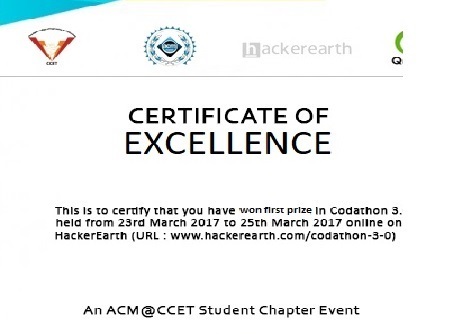 CCET
hackerearth
CERTIFICATE OF
EXCELLENCE
This is to certify that you have won first prize in Codathon 3.
held from 23rd March 2017 to 25th March 2017 online on
HackerEarth (URL : www.hackerearth.com/codathon-3-0)
An ACM@CCET Student Chapter Event